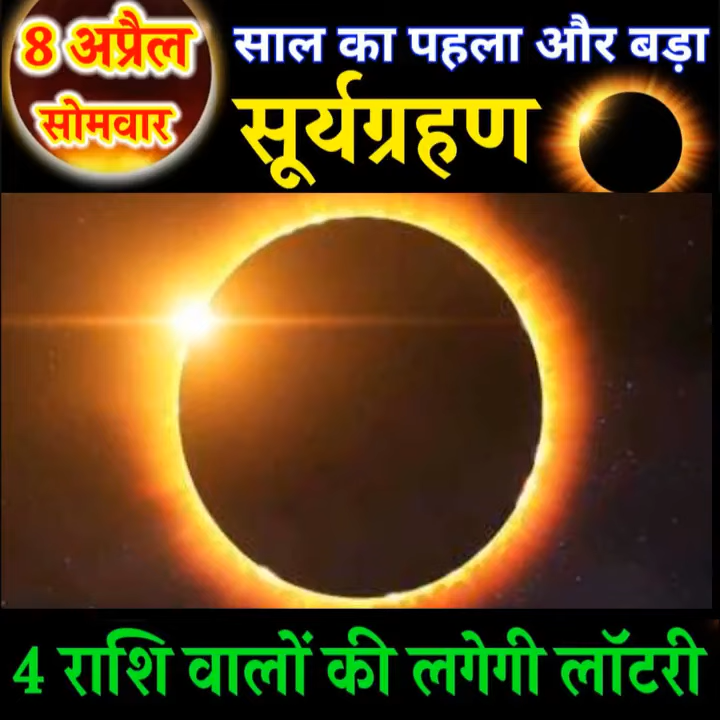 8 अप्रैल
सोमवार
साल का पहला और बड़ा
सूर्यग्रहण
4 राशि वालों की लगेगी लॉटरी